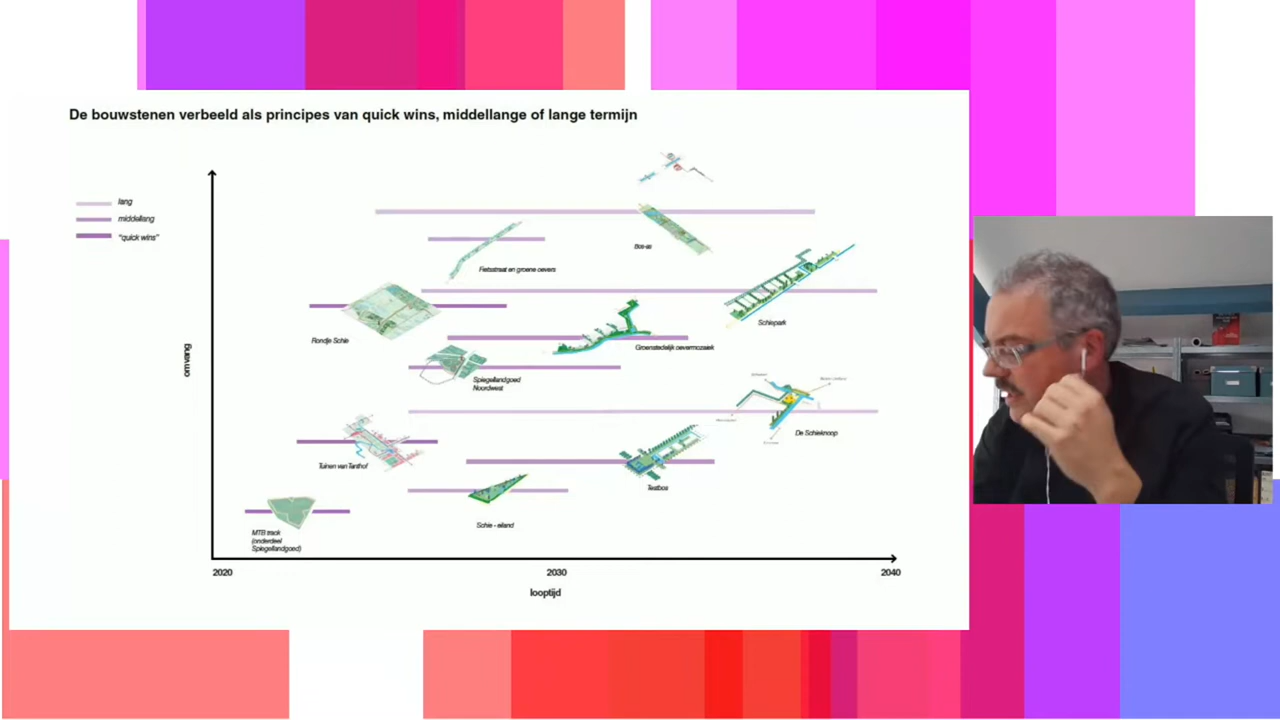 De bouwstenen verbeeld als principes van quick wins, middellange of lange termijn
lang
middellang
"quick wins"
Bos-as
Fietsstraat en groene oevers
Schiepark
Rondje Schie
Groenstedelijk oevermozaïek
Spiegellandgoed
Noordwest
De Schieknoop
Tuinen van Tanthof
Testbos
Schie - eiland
MTB track
(onderdeel
Spiegellandgoed)
omvang
2020
2030
2040
looptijd